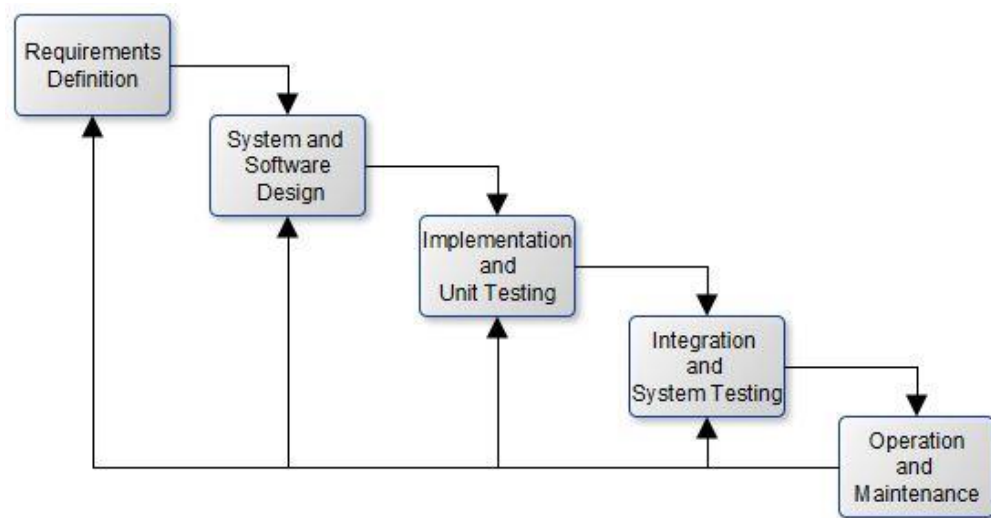 Requirements
Definition
System and
Software
Design
Implementation
and
Unit Testing
Integration
and
System Testing
Operation
and
Maintenance